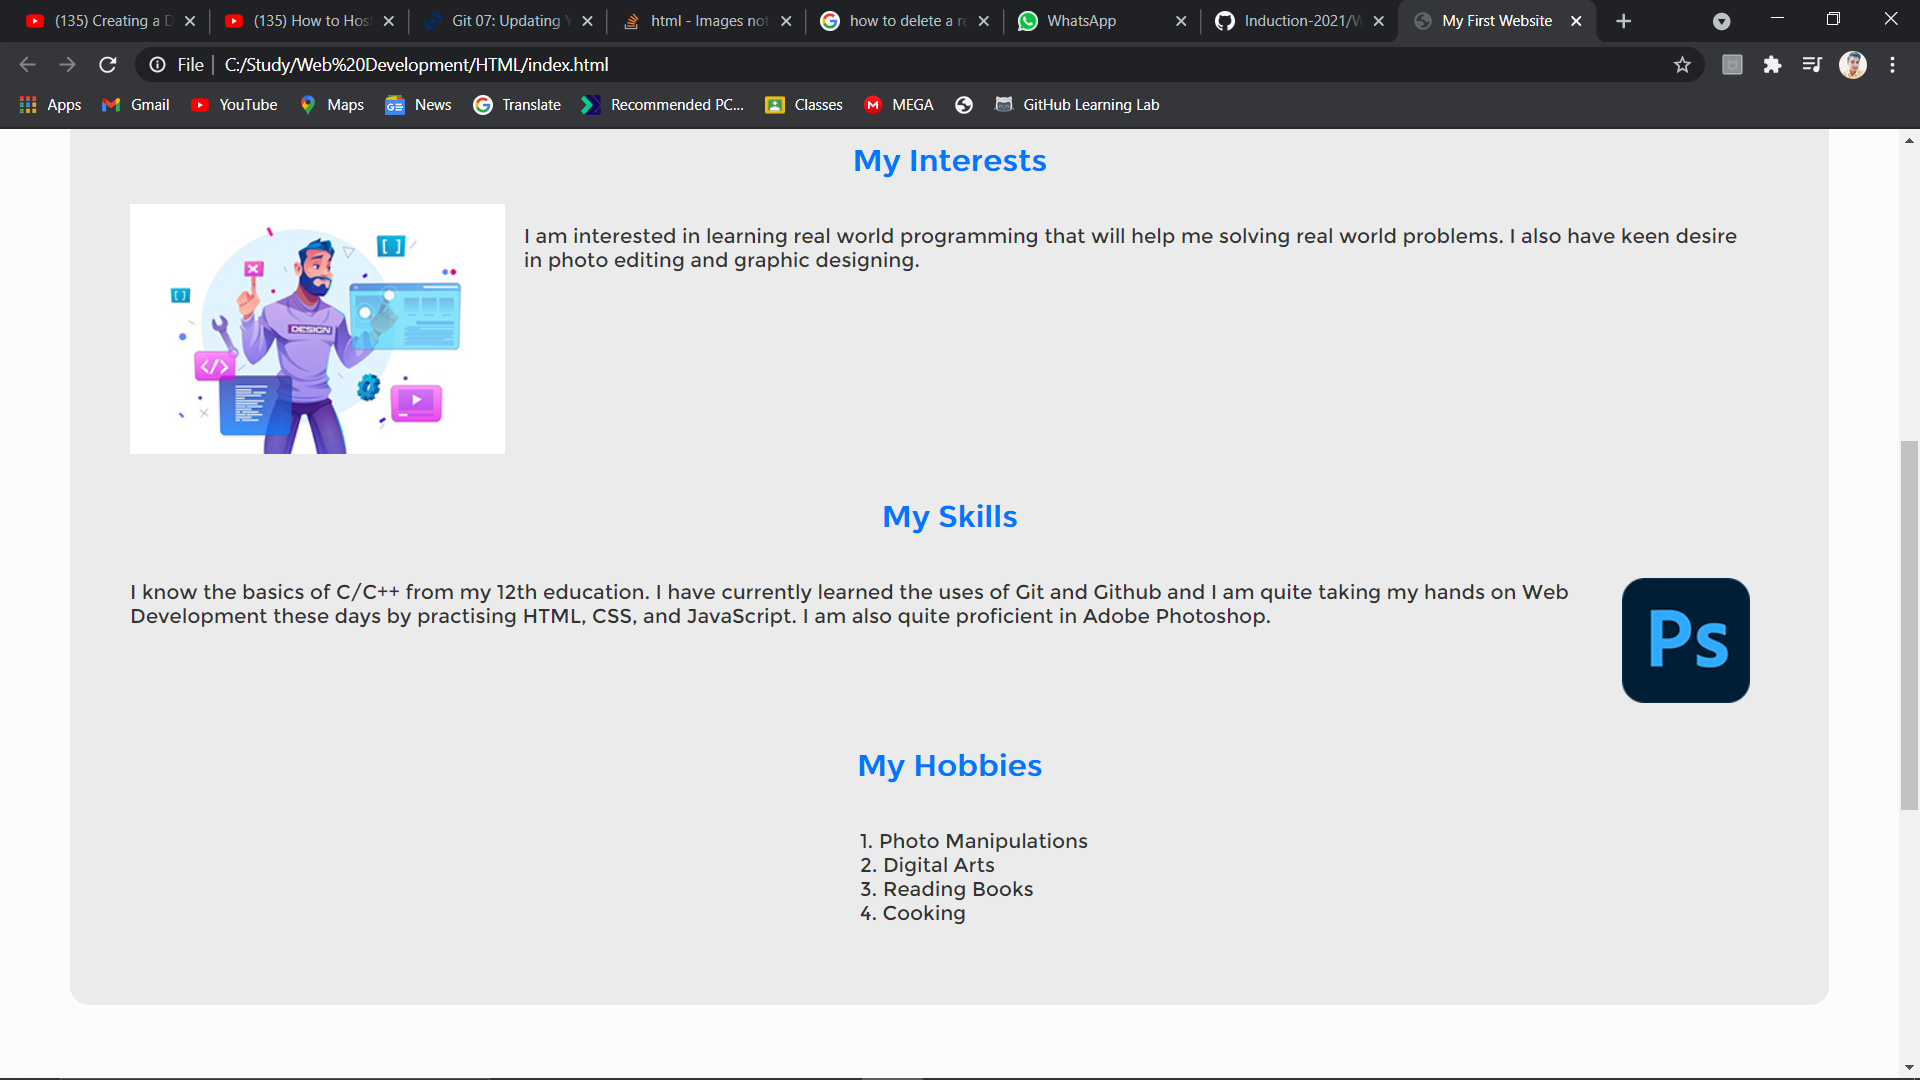 (135) Creating a D
(135) How to Host
Git 07: Updating Y
html - Images not
how to delete a re
WhatsApp
Induction-2021/W
My First Website
File
C:/Study/Web%20Development/HTML/index.html
Apps
Gmail
YouTube
Maps
News
Translate
Recommended PC...
Classes
MEGA
GitHub Learning Lab
My Interests
I am interested in learning real world programming that will help me solving real world problems. I also have keen desire
in photo editing and graphic designing.
DESIGN
My Skills
I know the basics of C/C++ from my 12th education. I have currently learned the uses of Git and Github and I am quite taking my hands on Web
Development these days by practising HTML, CSS, and JavaScript. I am also quite proficient in Adobe Photoshop.
Ps
My Hobbies
1. Photo Manipulations
2. Digital Arts
3. Reading Books
4. Cooking